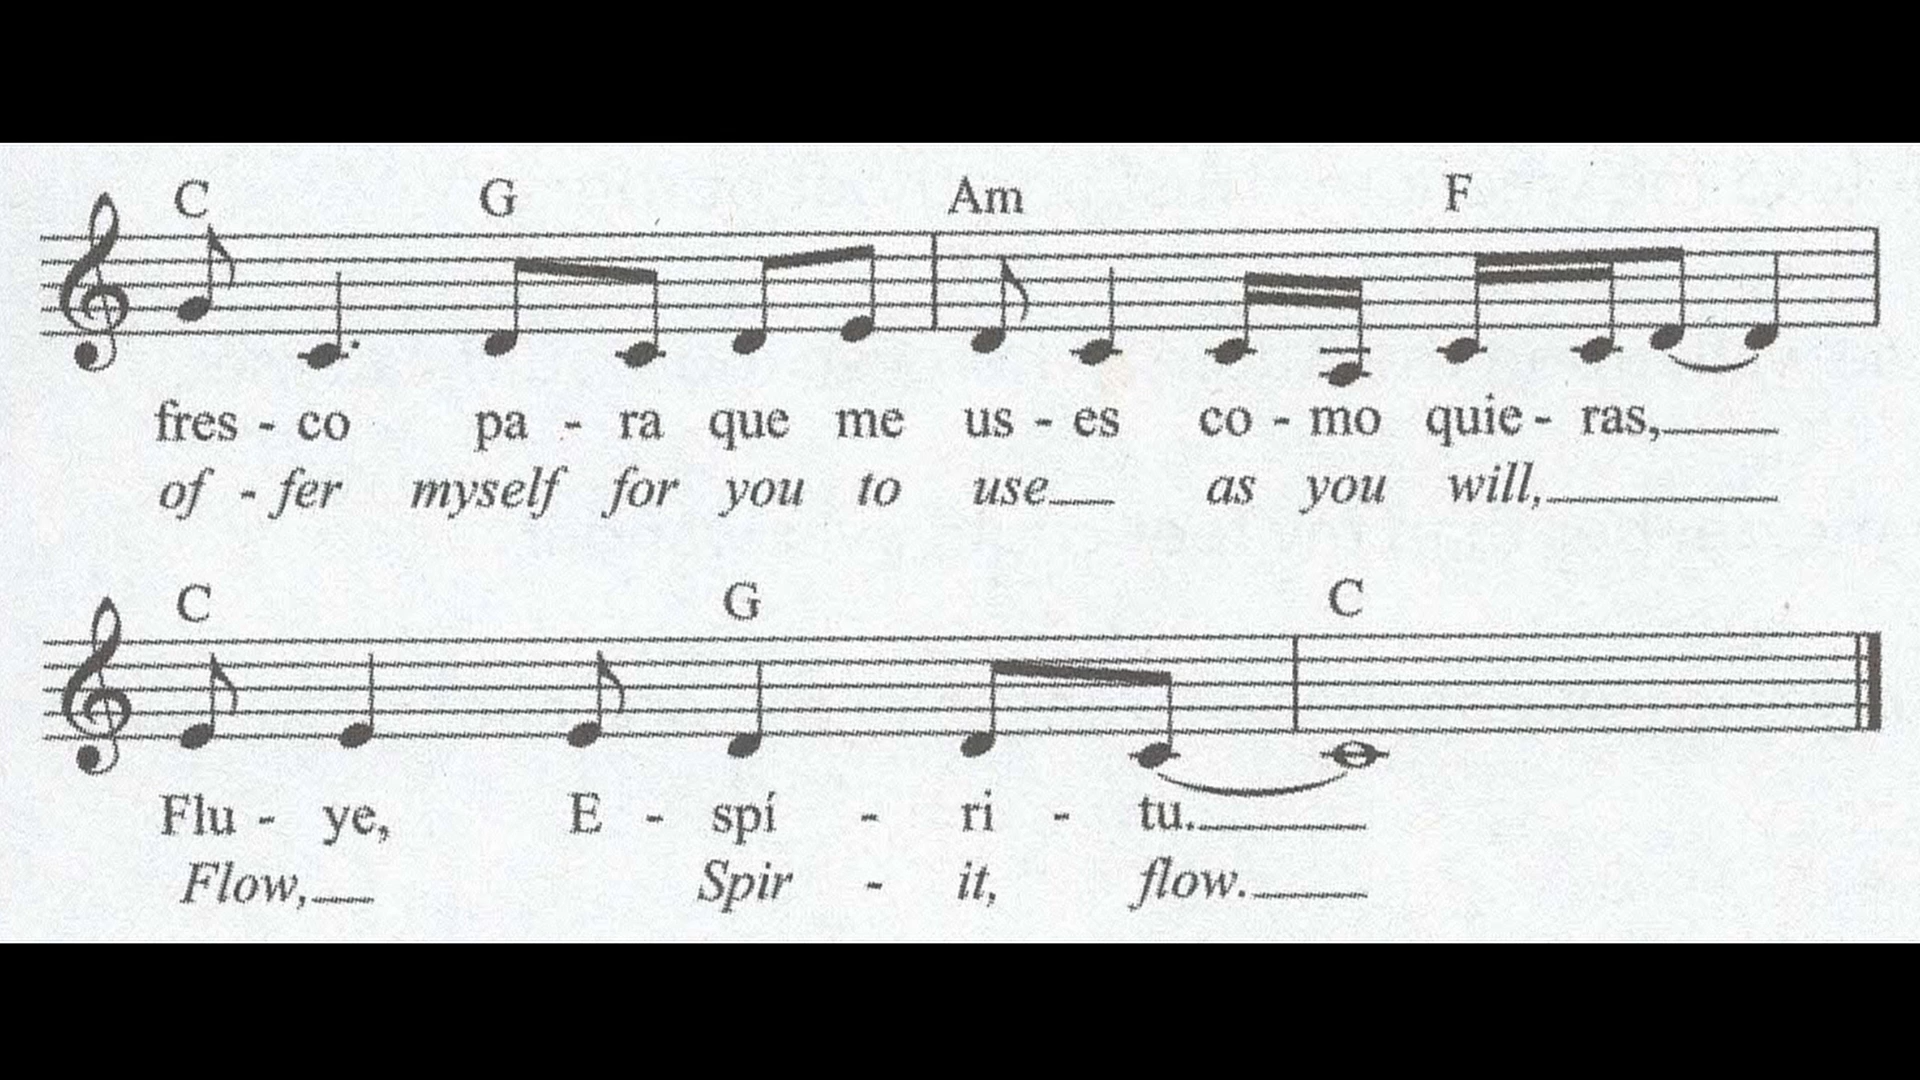 C G Am F
fres - co pa - ra que me us - es co - mo quie - ras,
of - fer myself for you to use as you will,
C G C
Flu - ye, E - spí - ri - tu.
Flow, Spir - it, flow.